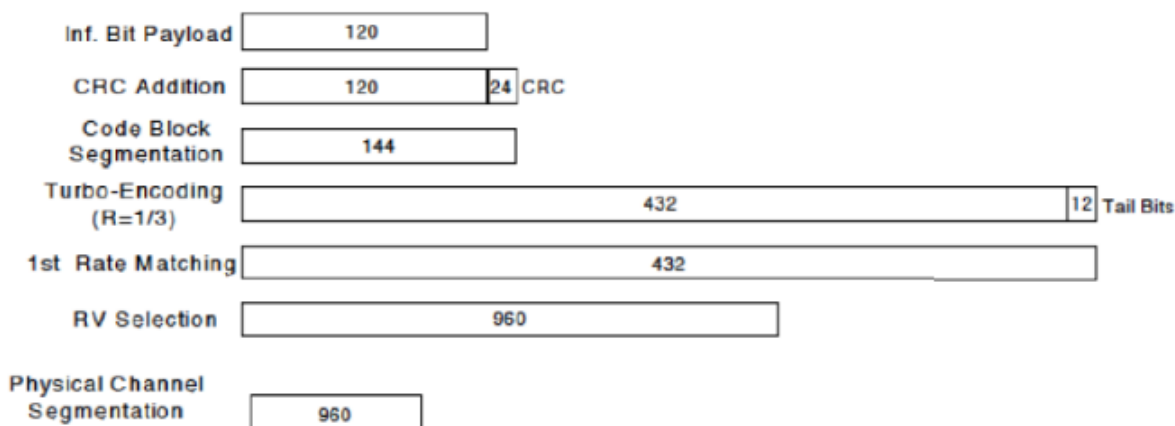 Inf. Bit Payload 120
CRC Addition 120 24 CRC
Code Block
Segmentation 144
Turbo-Encoding
(R=1/3) 432 12 Tail Bits
1st Rate Matching 432
RV Selection 960
Physical Channel
Segmentation 960